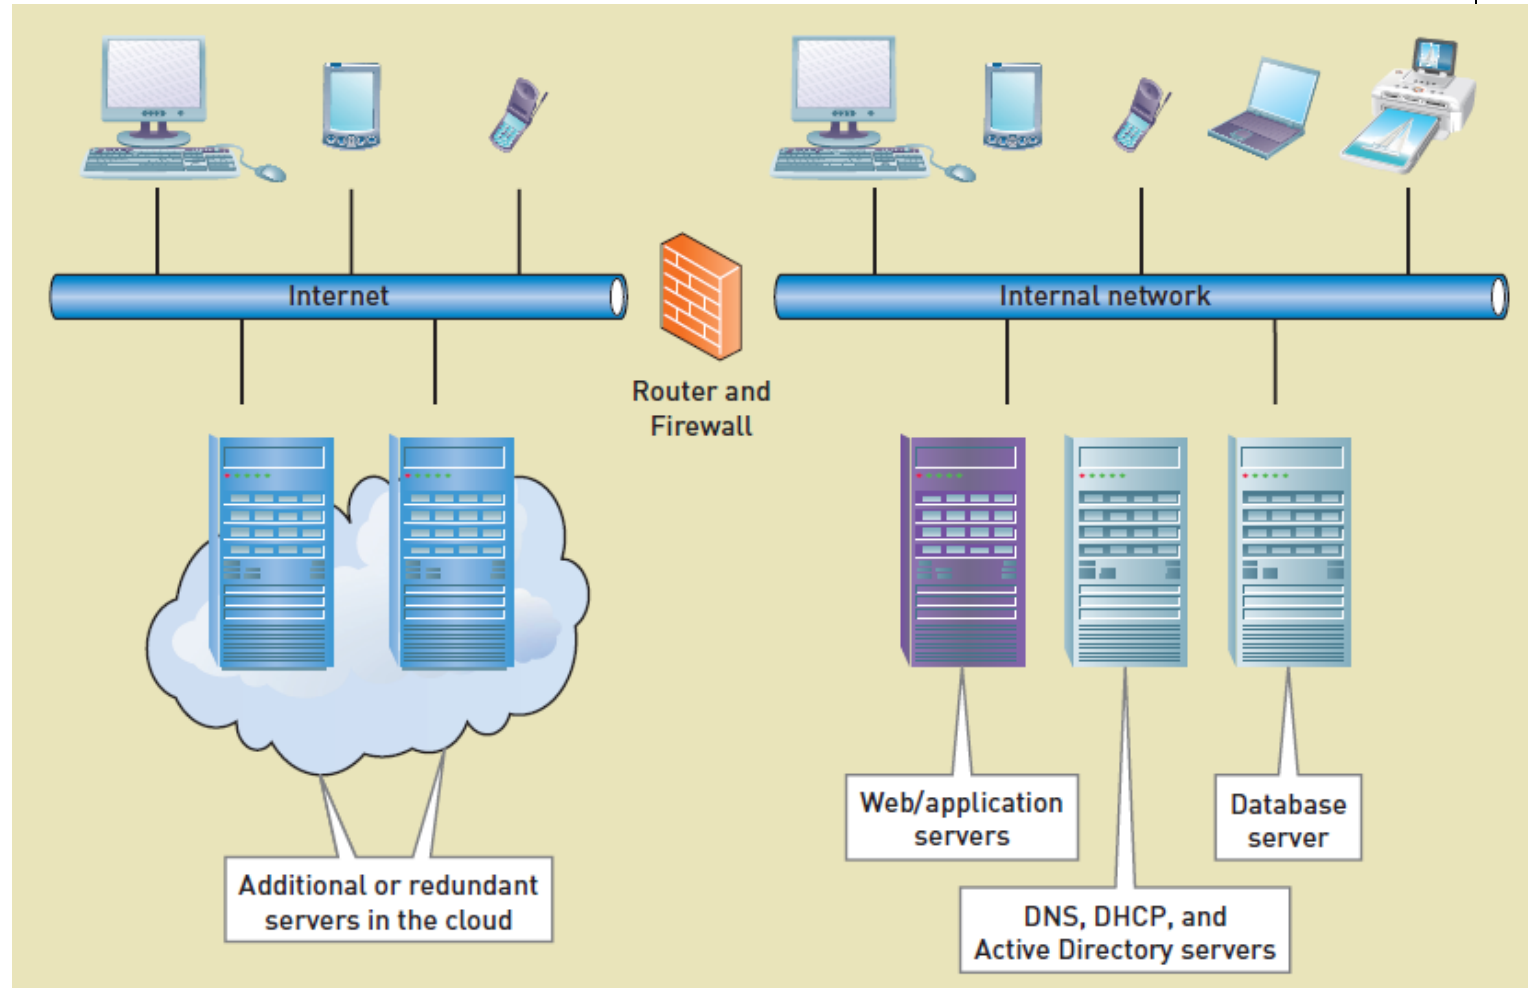 Internet
Internal network
Router and
Firewall
Web/application
servers
Database
server
Additional or redundant
servers in the cloud
DNS, DHCP, and
Active Directory servers